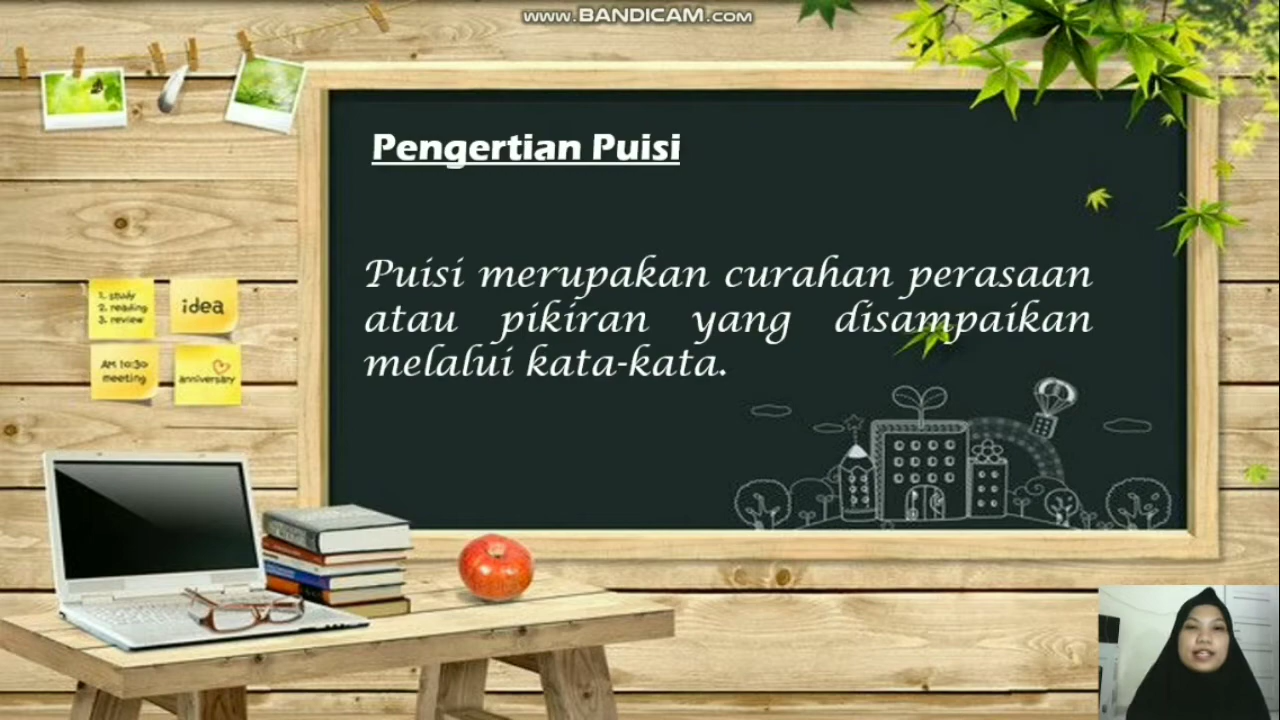 www.BANDICAM.com
Pengertian Puisi
Puisi merupakan curahan perasaan
atau pikiran yang disampaikan
melalui kata-kata.
1. study
2. reading
3. review
idea
AM 10:30
meeting
anniversary